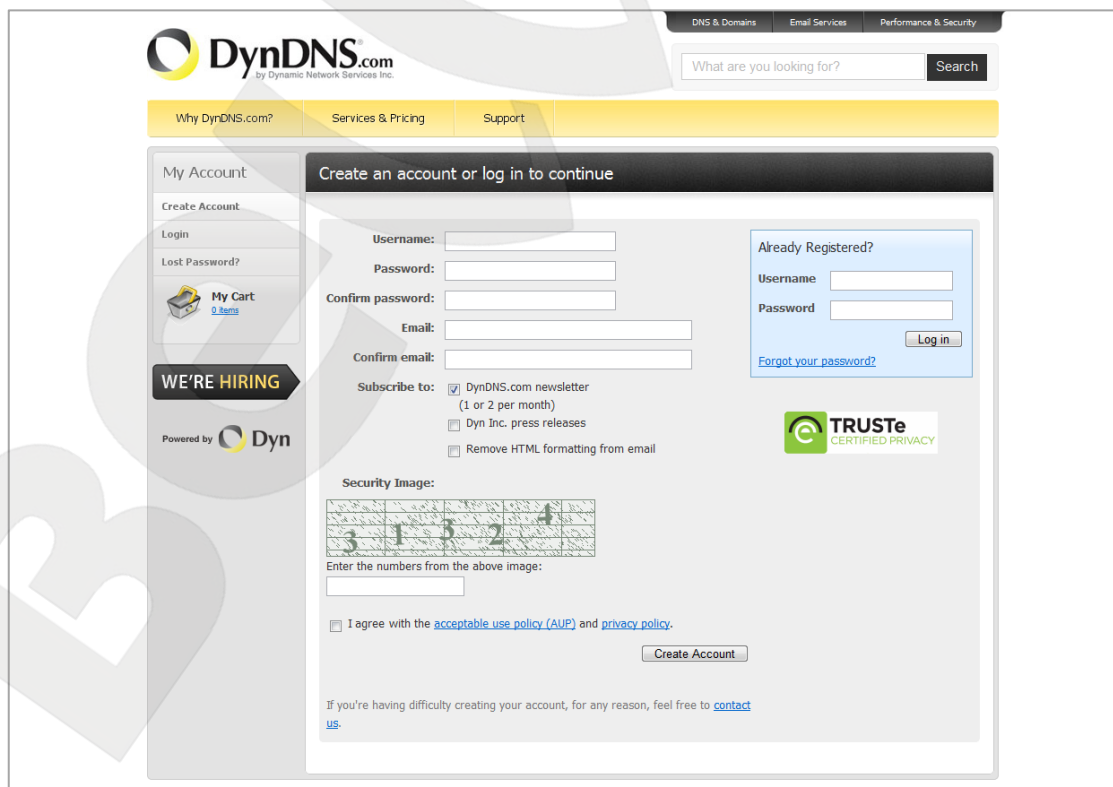 DNS & Domains Email Services Performance & Security
DynDNS.com
by Dynamic Network Services Inc.
What are you looking for? Search
Why DynDNS.com? Services & Pricing Support
My Account
Create Account
Login
Lost Password?
My Cart
0 items
WE'RE HIRING
Powered by Dyn
Create an account or log in to continue
Username:
Password:
Confirm password:
Email:
Confirm email:
Subscribe to: DynDNS.com newsletter
(1 or 2 per month)
Dyn Inc. press releases
Remove HTML formatting from email
Security Image:
3 1 3 2 4
Enter the numbers from the above image:
I agree with the acceptable use policy (AUP) and privacy policy.
Create Account
If you're having difficulty creating your account, for any reason, feel free to contact
us.
Already Registered?
Username
Password
Log in
Forgot your password?
TRUSTe
CERTIFIED PRIVACY